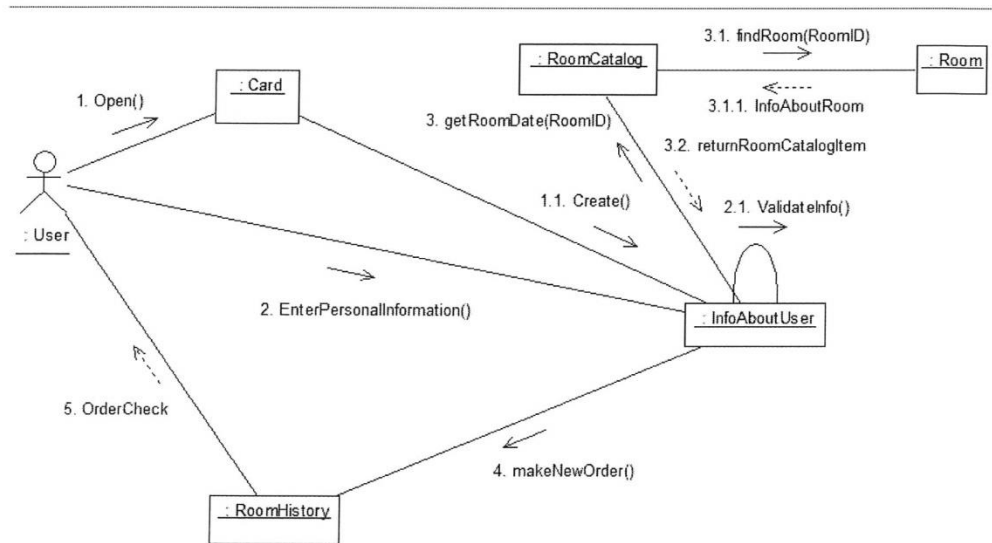 3.1. findRoom(RoomID)
: RoomCatalog
: Room
: Card
1. Open()
3.1.1. InfoAboutRoom
3. getRoomDate(RoomID)
3.2. returnRoomCatalogItem
1.1. Create()
2.1. ValidateInfo()
: User
2. EnterPersonalInformation()
: InfoAboutUser
5. OrderCheck
4. makeNewOrder()
: RoomHistory